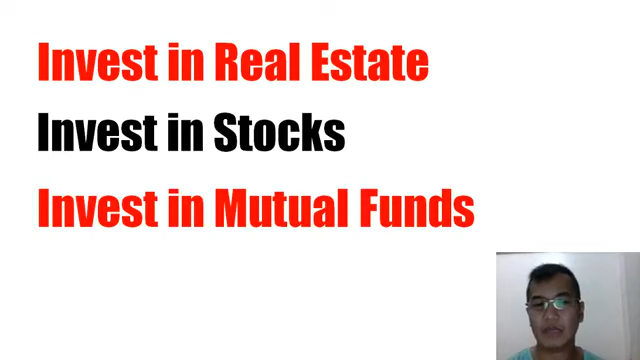 Invest in Real Estate
Invest in Stocks
Invest in Mutual Funds